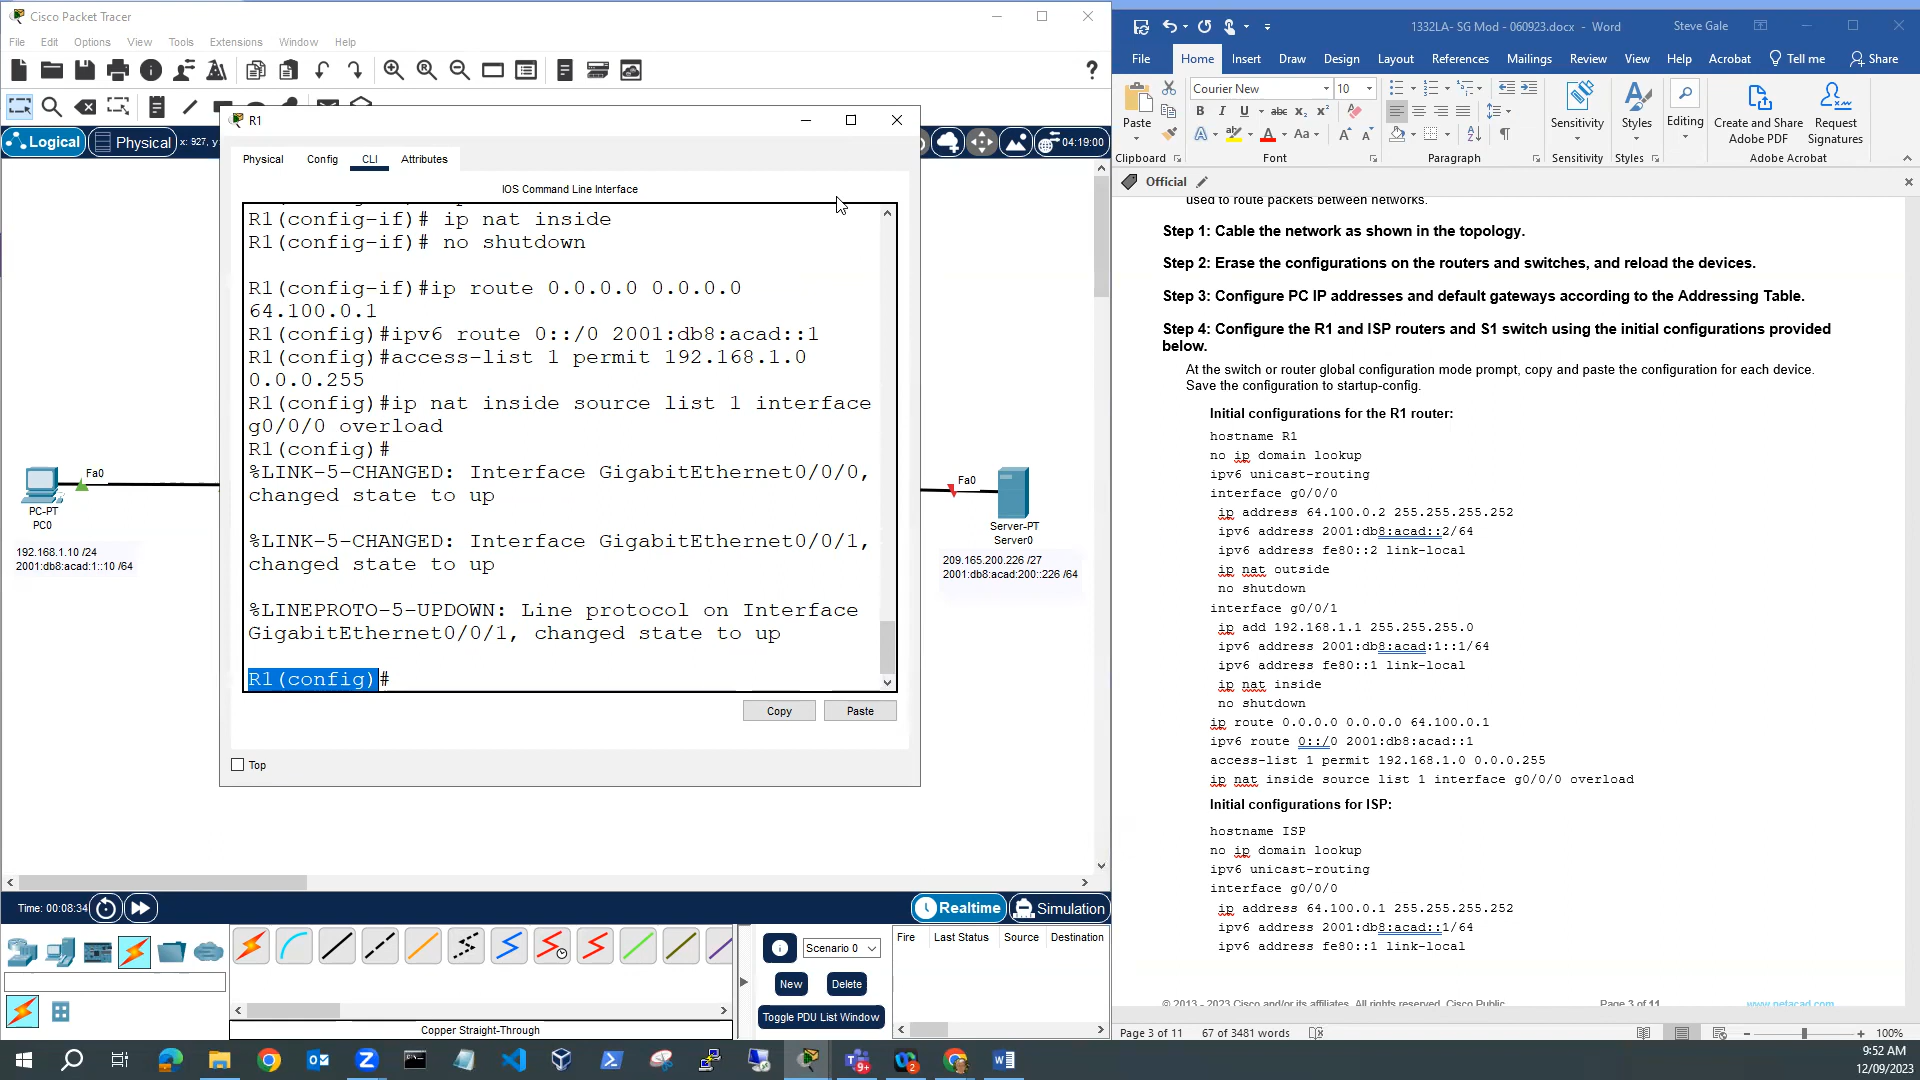 Cisco Packet Tracer
File Edit Options View Tools Extensions Window Help
Logical Physical x: 927, y: 04:19:00
R1
Physical Config CLI Attributes
IOS Command Line Interface
R1(config-if)# ip nat inside
R1(config-if)# no shutdown
R1(config-if)#ip route 0.0.0.0 0.0.0.0
64.100.0.1
R1(config)#ipv6 route 0::/0 2001:db8:acad::1
R1(config)#access-list 1 permit 192.168.1.0
0.0.0.255
R1(config)#ip nat inside source list 1 interface
g0/0/0 overload
R1(config)#
%LINK-5-CHANGED: Interface GigabitEthernet0/0/0,
changed state to up
%LINK-5-CHANGED: Interface GigabitEthernet0/0/1,
changed state to up
%LINEPROTO-5-UPDOWN: Line protocol on Interface
GigabitEthernet0/0/1, changed state to up
R1(config)#
Copy Paste
Top
Fa0
PC-PT
PC0
192.168.1.10 /24
2001:db8:acad:1::10 /64
Fa0
Server-PT
Server0
209.165.200.226 /27
2001:db8:acad:200::226 /64
Time: 00:08:34
Realtime Simulation
Scenario 0
New Delete
Toggle PDU List Window
Fire Last Status Source Destination
Copper Straight-Through
1332LA- SG Mod - 060923.docx - Word
Steve Gale
File Home Insert Draw Design Layout References Mailings Review View Help Acrobat Tell me Share
Courier New 10
Paste
B I U abc x₂ x²
A Aa A A
Sensitivity Styles Editing
Create and Share
Adobe PDF
Request
Signatures
Clipboard Font Paragraph Sensitivity Styles Adobe Acrobat
Official
used to route packets between networks.
Step 1: Cable the network as shown in the topology.
Step 2: Erase the configurations on the routers and switches, and reload the devices.
Step 3: Configure PC IP addresses and default gateways according to the Addressing Table.
Step 4: Configure the R1 and ISP routers and S1 switch using the initial configurations provided
below.
At the switch or router global configuration mode prompt, copy and paste the configuration for each device.
Save the configuration to startup-config.
Initial configurations for the R1 router:
hostname R1
no ip domain lookup
ipv6 unicast-routing
interface g0/0/0
ip address 64.100.0.2 255.255.255.252
ipv6 address 2001:db8:acad::2/64
ipv6 address fe80::2 link-local
ip nat outside
no shutdown
interface g0/0/1
ip add 192.168.1.1 255.255.255.0
ipv6 address 2001:db8:acad:1::1/64
ipv6 address fe80::1 link-local
ip nat inside
no shutdown
ip route 0.0.0.0 0.0.0.0 64.100.0.1
ipv6 route 0::/0 2001:db8:acad::1
access-list 1 permit 192.168.1.0 0.0.0.255
ip nat inside source list 1 interface g0/0/0 overload
Initial configurations for ISP:
hostname ISP
no ip domain lookup
ipv6 unicast-routing
interface g0/0/0
ip address 64.100.0.1 255.255.255.252
ipv6 address 2001:db8:acad::1/64
ipv6 address fe80::1 link-local
© 2013 - 2023 Cisco and/or its affiliates. All rights reserved. Cisco Public Page 3 of 11 www.netacad.com
Page 3 of 11 67 of 3481 words 100%
9:52 AM
12/09/2023